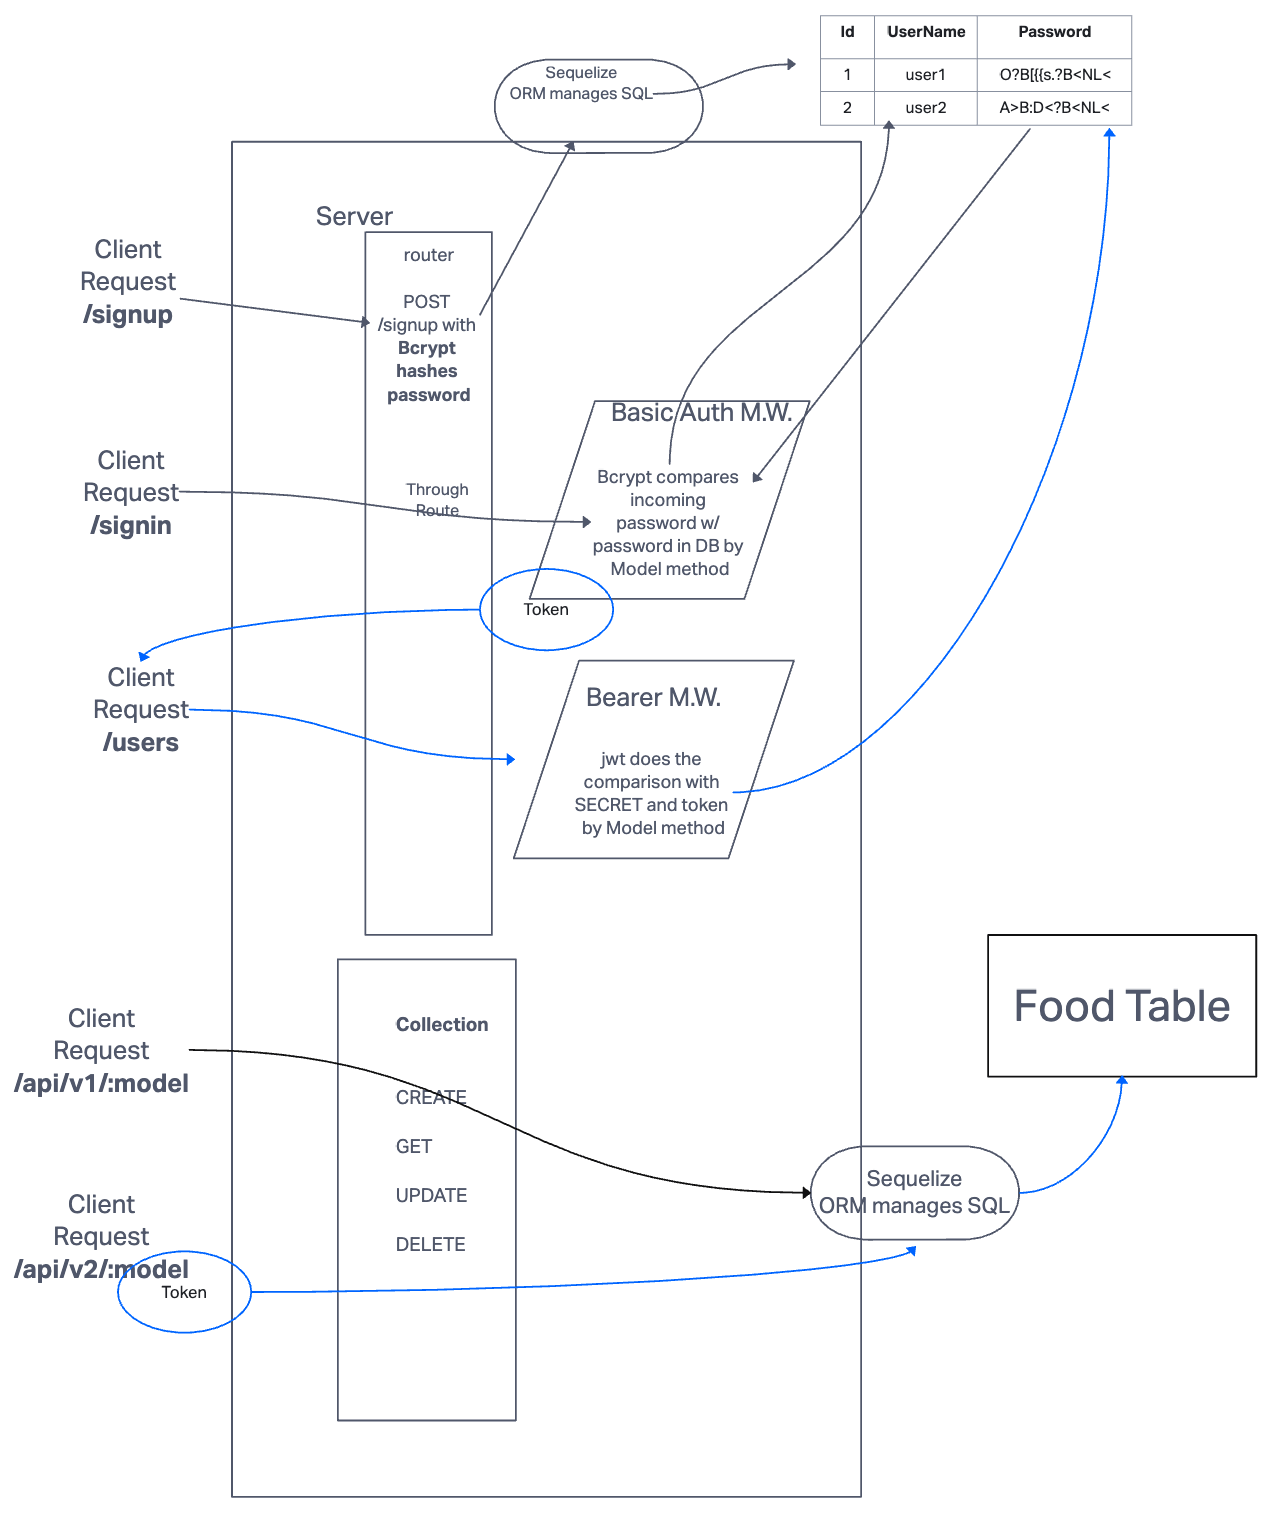 Id UserName Password
1 user1 O?B[{{s.?B<NL<
2 user2 A>B:D<?B<NL<
Sequelize
ORM manages SQL
Server
router
POST
/signup with
Bcrypt
hashes
password
Client
Request
/signup
Basic Auth M.W.
Bcrypt compares
incoming
password w/
password in DB by
Model method
Client
Request
/signin
Through
Route
Token
Client
Request
/users
Bearer M.W.
jwt does the
comparison with
SECRET and token
by Model method
Food Table
Client
Request
/api/v1/:model
Collection
CREATE
GET
UPDATE
DELETE
Sequelize
ORM manages SQL
Client
Request
/api/v2/:model
Token